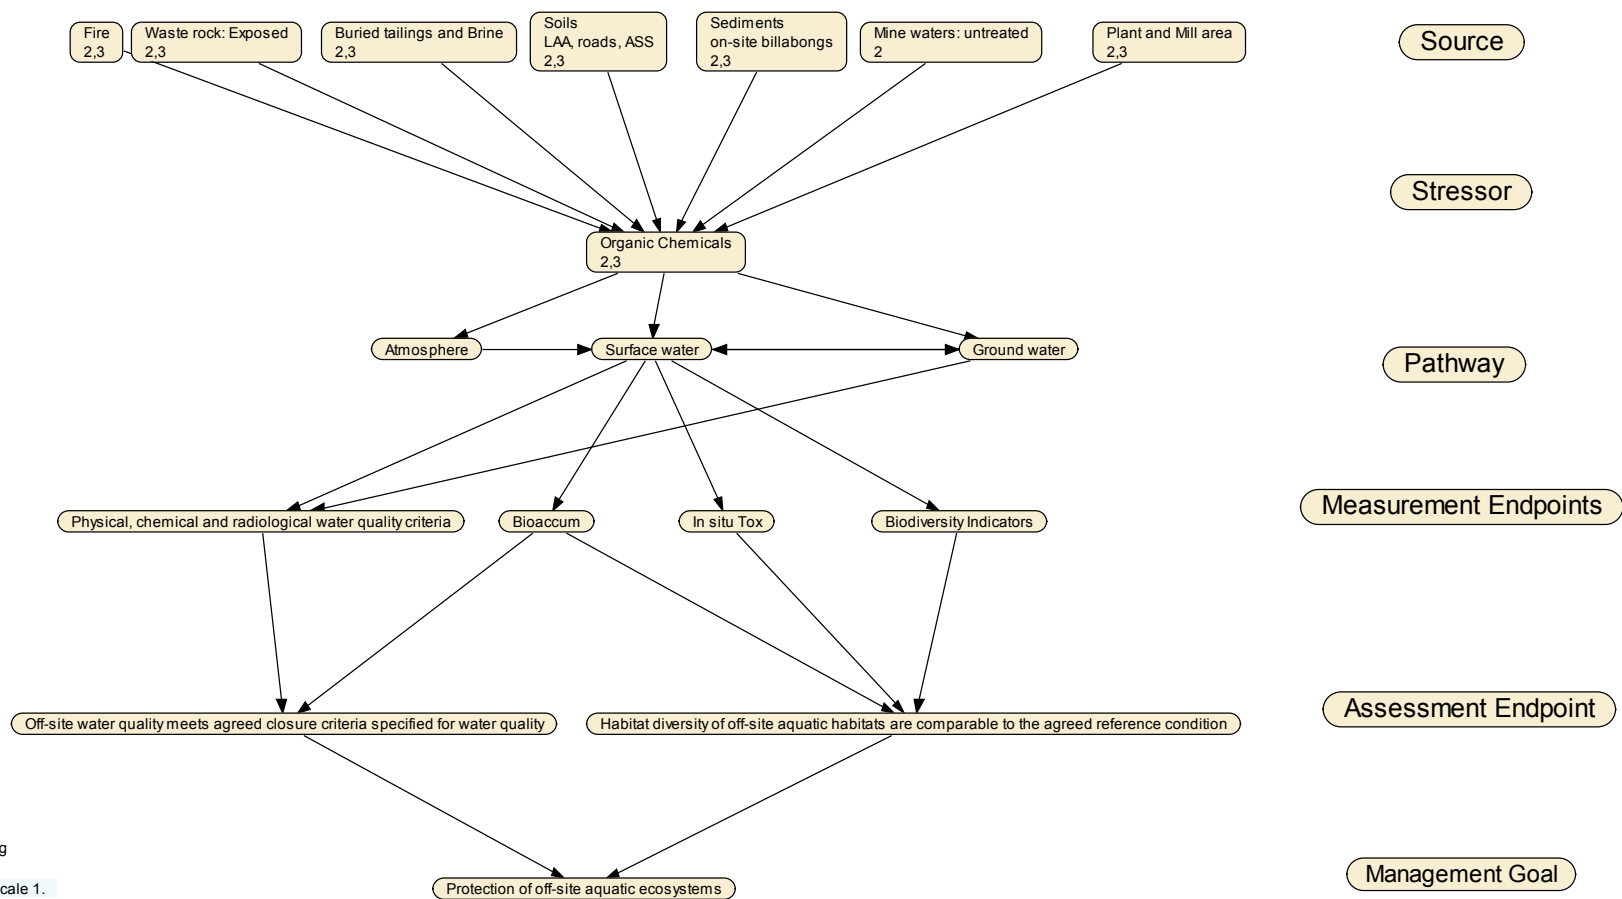 Fire
2,3
Waste rock: Exposed
2,3
Buried tailings and Brine
2,3
Soils
LAA, roads, ASS
2,3
Sediments
on-site billabongs
2,3
Mine waters: untreated
2
Plant and Mill area
2,3
Source
Stressor
Organic Chemicals
2,3
Atmosphere
Surface water
Ground water
Pathway
Measurement Endpoints
Physical, chemical and radiological water quality criteria
Bioaccum
In situ Tox
Biodiversity Indicators
Assessment Endpoint
Off-site water quality meets agreed closure criteria specified for water quality
Habitat diversity of off-site aquatic habitats are comparable to the agreed reference condition
g
cale 1.
Management Goal
Protection of off-site aquatic ecosystems